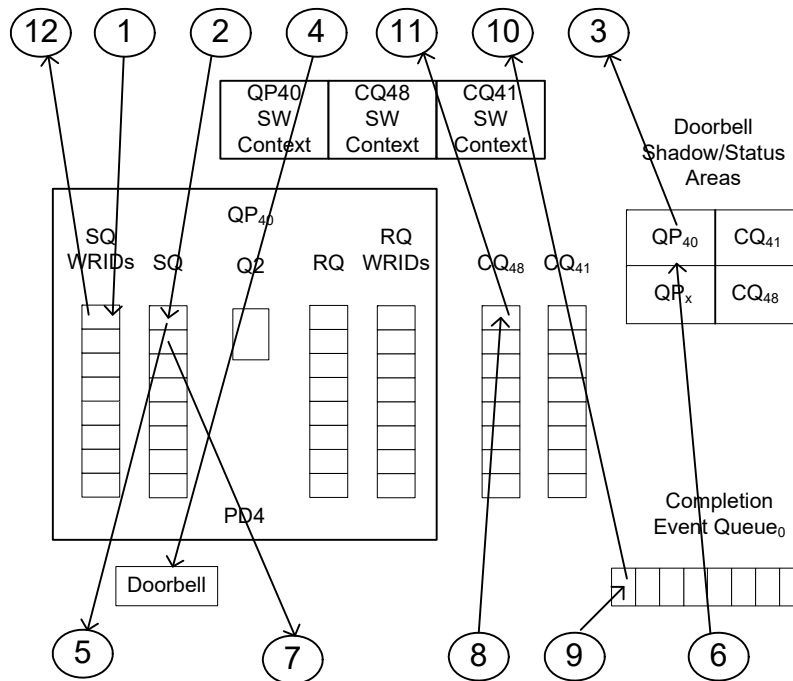 12 1 2 4 11 10 3
QP40 CQ48 CQ41
SW SW SW
Context Context Context
Doorbell
Shadow/Status
Areas
QP40
SQ
WRIDs
SQ
Q2
RQ
RQ
WRIDs
CQ48 CQ41
QP40 CQ41
QPx CQ48
PD4
Completion
Event Queue0
Doorbell
5 7 8 9 6